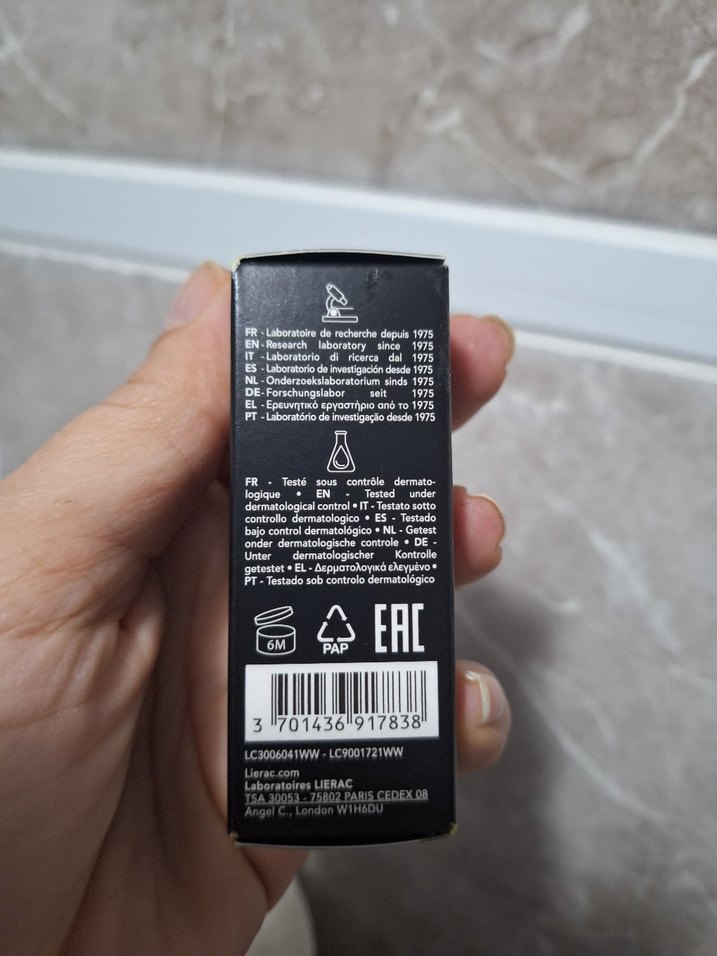 FR - Laboratoire de recherche depuis 1975
EN - Research laboratory since 1975
IT - Laboratorio di ricerca dal 1975
ES - Laboratorio de investigación desde 1975
NL - Onderzoekslaboratorium sinds 1975
DE - Forschungslabor seit 1975
EL - Ερευνητικό εργαστήριο από το 1975
PT - Laboratório de investigação desde 1975
FR - Testé sous contrôle dermato-
logique • EN - Tested under
dermatological control • IT - Testato sotto
controllo dermatologico • ES - Testado
bajo control dermatológico • NL - Getest
onder dermatologische controle • DE -
Unter dermatologischer Kontrolle
getestet • EL - Δερματολογικά ελεγμένο •
PT - Testado sob controlo dermatológico
6M
PAP
EAC
3 701436 917838
LC3006041WW - LC9001721WW
Lierac.com
Laboratoires LIERAC
TSA 30053 - 75802 PARIS CEDEX 08
Angel C., London W1H6DU